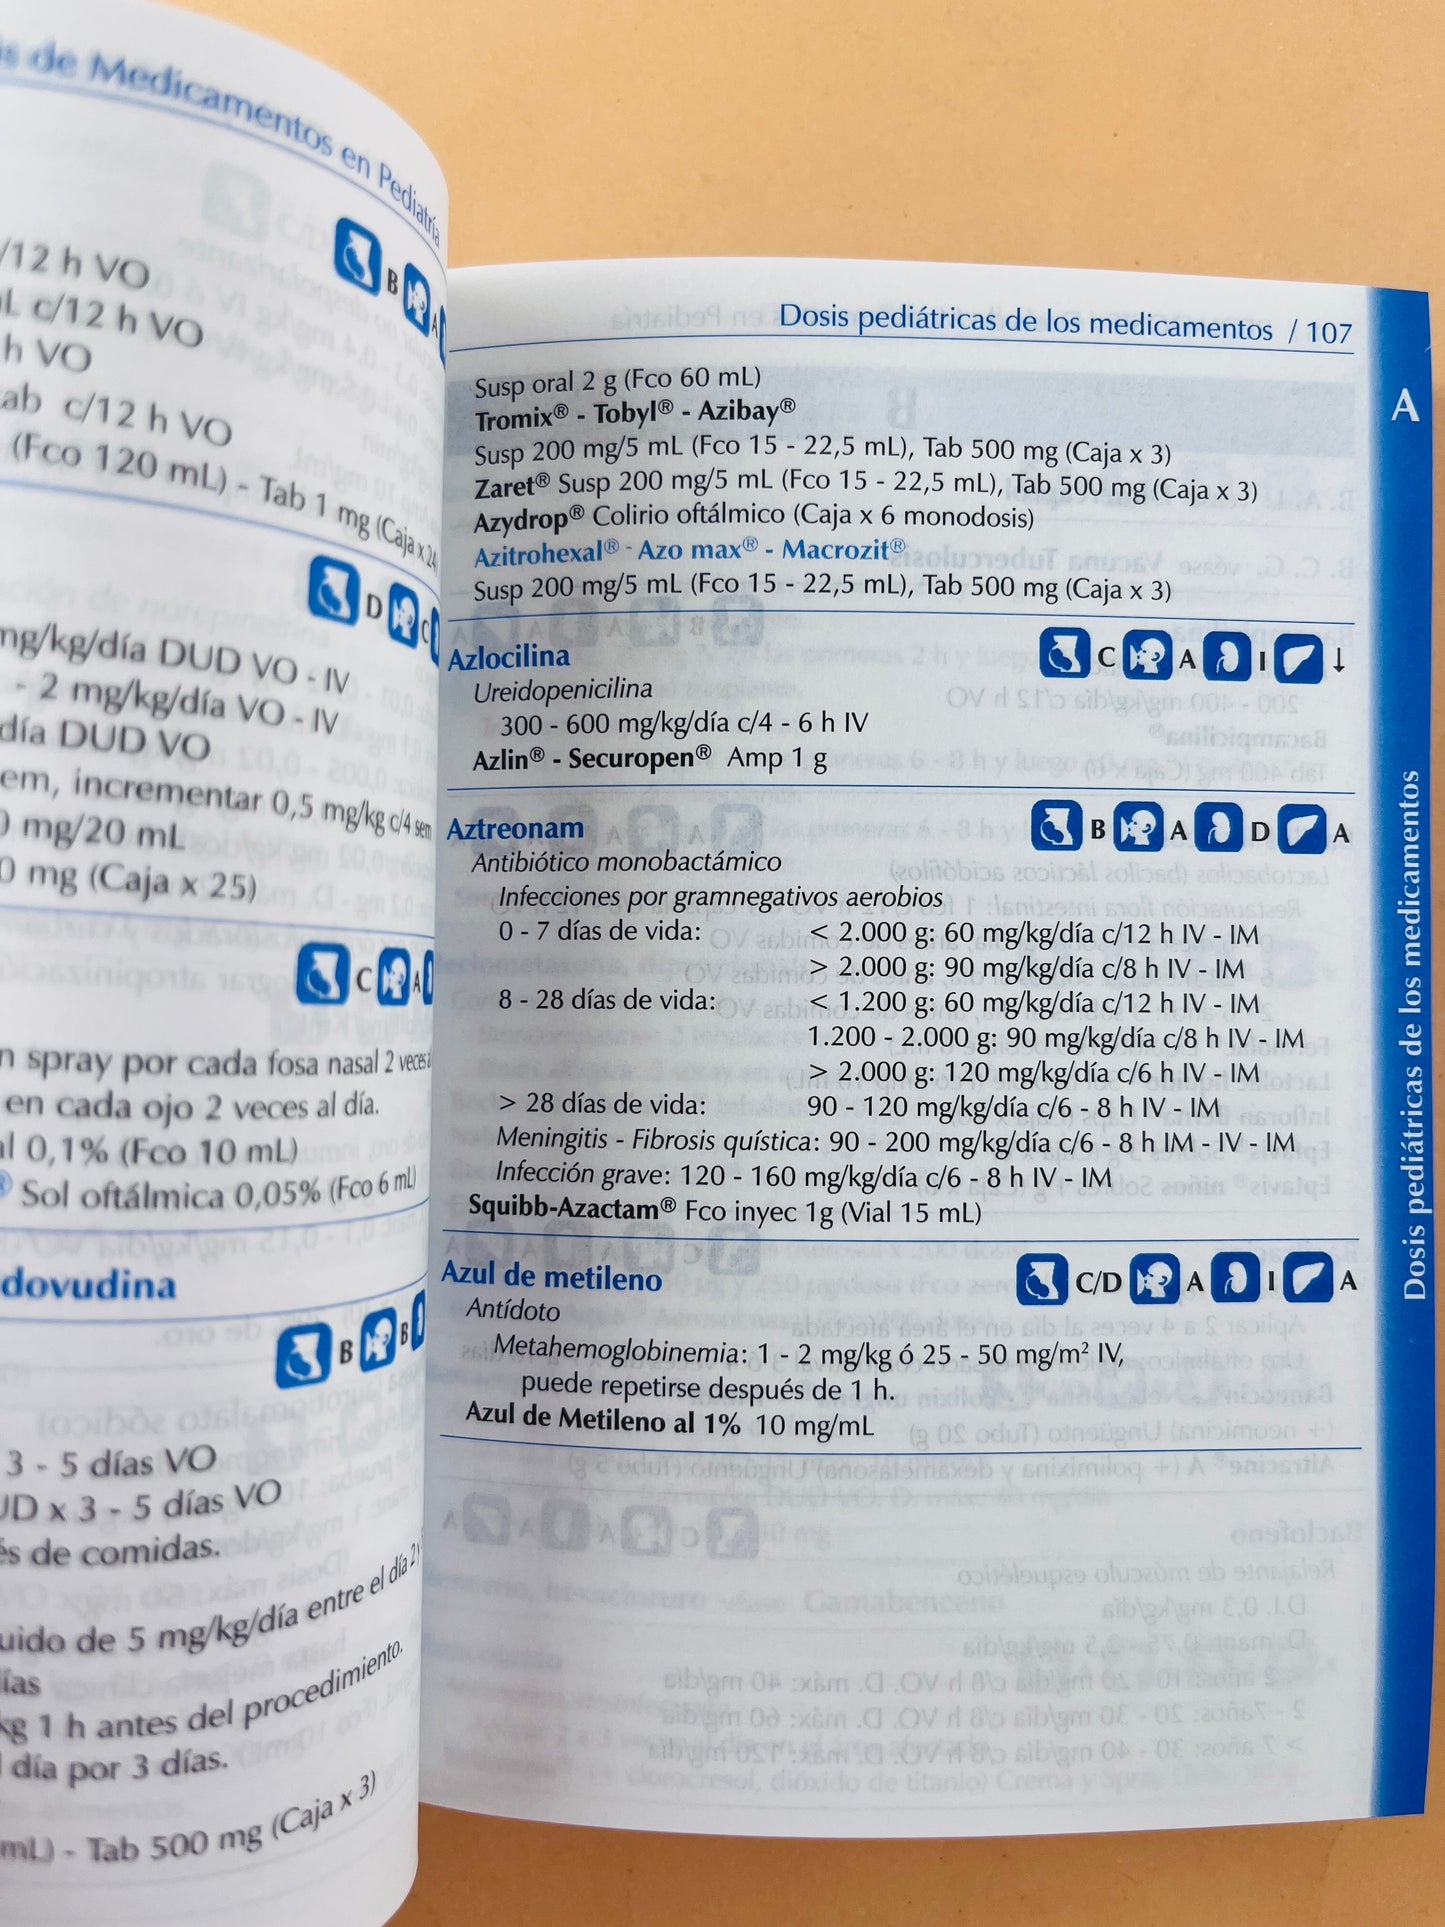 de Medicamentos en Pediatría
B A
/12 h VO
c/12 h VO
h VO
c/12 h VO
(Fco 120 mL) - Tab 1 mg (Caja x 24
D C
mg/kg/día DUD VO - IV
- 2 mg/kg/día VO - IV
día DUD VO
em, incrementar 0,5 mg/kg c/4 sem
mg/20 mL
0 mg (Caja x 25)
C A
n spray por cada fosa nasal 2 veces
en cada ojo 2 veces al día.
al 0,1% (Fco 10 mL)
® Sol oftálmica 0,05% (Fco 6 mL)
dovudina
B B
3 - 5 días VO
UD x 3 - 5 días VO
és de comidas.
uido de 5 mg/kg/día entre el día 2
ías
kg 1 h antes del procedimiento.
día por 3 días.
mL) - Tab 500 mg (Caja x 3)
Dosis pediátricas de los medicamentos / 107
Susp oral 2 g (Fco 60 mL)
Tromix® - Tobyl® - Azibay®
Susp 200 mg/5 mL (Fco 15 - 22,5 mL), Tab 500 mg (Caja x 3)
Zaret® Susp 200 mg/5 mL (Fco 15 - 22,5 mL), Tab 500 mg (Caja x 3)
Azydrop® Colirio oftálmico (Caja x 6 monodosis)
Azitrohexal® - Azo max® - Macrozit®
Susp 200 mg/5 mL (Fco 15 - 22,5 mL), Tab 500 mg (Caja x 3)
Azlocilina C A I ↓
Ureidopenicilina
300 - 600 mg/kg/día c/4 - 6 h IV
Azlin® - Securopen® Amp 1 g
Aztreonam B A D A
Antibiótico monobactámico
Infecciones por gramnegativos aerobios
0 - 7 días de vida: < 2.000 g: 60 mg/kg/día c/12 h IV - IM
> 2.000 g: 90 mg/kg/día c/8 h IV - IM
8 - 28 días de vida: < 1.200 g: 60 mg/kg/día c/12 h IV - IM
1.200 - 2.000 g: 90 mg/kg/día c/8 h IV - IM
> 2.000 g: 120 mg/kg/día c/6 h IV - IM
> 28 días de vida: 90 - 120 mg/kg/día c/6 - 8 h IV - IM
Meningitis - Fibrosis quística: 90 - 200 mg/kg/día c/6 - 8 h IM - IV - IM
Infección grave: 120 - 160 mg/kg/día c/6 - 8 h IV - IM
Squibb-Azactam® Fco inyec 1g (Vial 15 mL)
Azul de metileno C/D A I A
Antídoto
Metahemoglobinemia: 1 - 2 mg/kg ó 25 - 50 mg/m² IV,
puede repetirse después de 1 h.
Azul de Metileno al 1% 10 mg/mL
A
Dosis pediátricas de los medicamentos